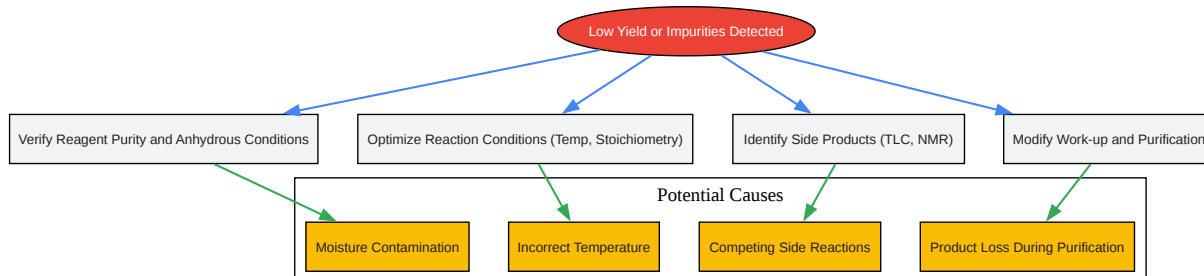 Low Yield or Impurities Detected
Verify Reagent Purity and Anhydrous Conditions
Optimize Reaction Conditions (Temp, Stoichiometry)
Identify Side Products (TLC, NMR)
Modify Work-up and Purification
Potential Causes
Moisture Contamination
Incorrect Temperature
Competing Side Reactions
Product Loss During Purification